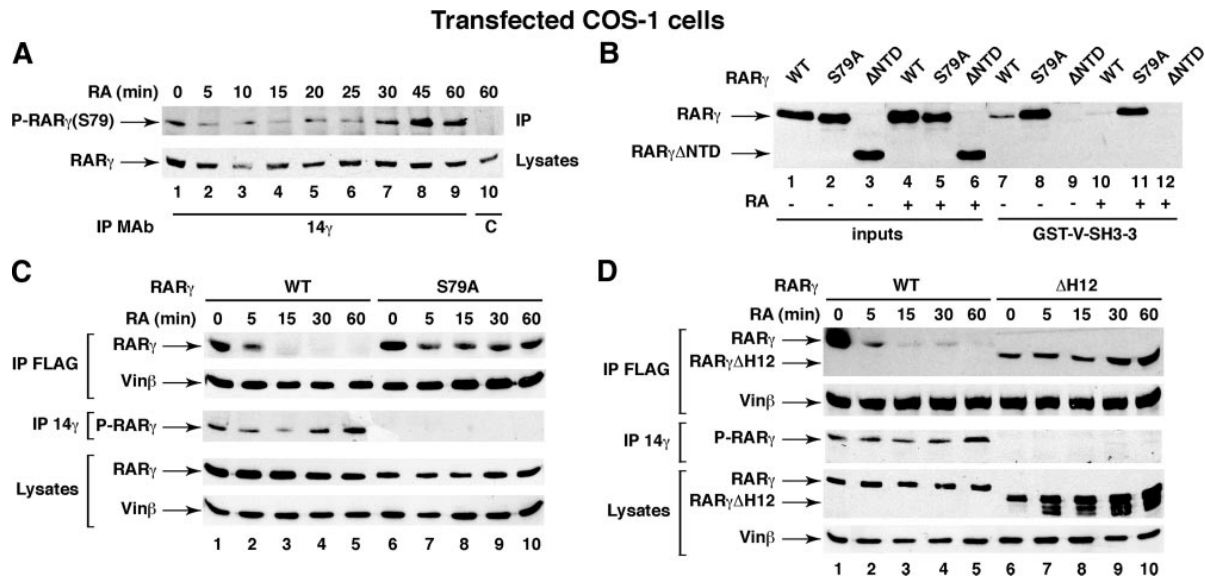 Transfected COS-1 cells
A
RA (min) 0 5 10 15 20 25 30 45 60 60
P-RARγ(S79) IP
RARγ Lysates
1 2 3 4 5 6 7 8 9 10
IP MAb 14γ C
B
RARγ WT S79A ΔNTD WT S79A ΔNTD WT S79A ΔNTD WT S79A ΔNTD
RARγ
RARγΔNTD
1 2 3 4 5 6 7 8 9 10 11 12
RA - - - + + + - - - + + +
inputs GST-V-SH3-3
C
RARγ WT S79A
RA (min) 0 5 15 30 60 0 5 15 30 60
IP FLAG RARγ
Vinβ
IP 14γ P-RARγ
Lysates RARγ
Vinβ
1 2 3 4 5 6 7 8 9 10
D
RARγ WT ΔH12
RA (min) 0 5 15 30 60 0 5 15 30 60
IP FLAG RARγ
RARγΔH12
Vinβ
IP 14γ P-RARγ
Lysates RARγ
RARγΔH12
Vinβ
1 2 3 4 5 6 7 8 9 10